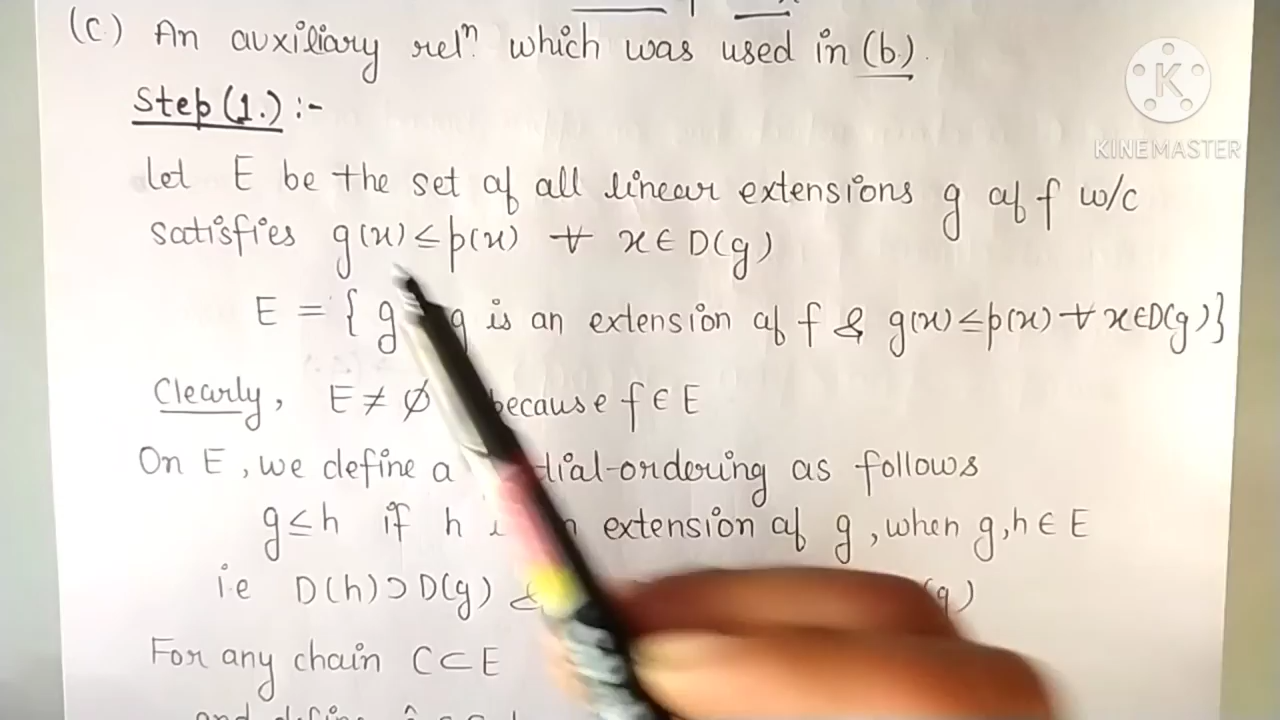 (C.) An auxiliary relⁿ. which was used in (b.).
K
KINEMASTER
Step (1.) :-
Let E be the set of all linear extensions g of f w/c
satisfies g(x) ≤ p(x) ∀ x ∈ D(g)
E = { g g is an extension of f & g(x) ≤ p(x) ∀ x ∈ D(g) }
Clearly, E ≠ ∅ because f ∈ E
On E, we define a tial-ordering as follows
g ≤ h if h extension of g, when g, h ∈ E
i.e D(h) ⊃ D(g) &
For any chain C ⊂ E
and